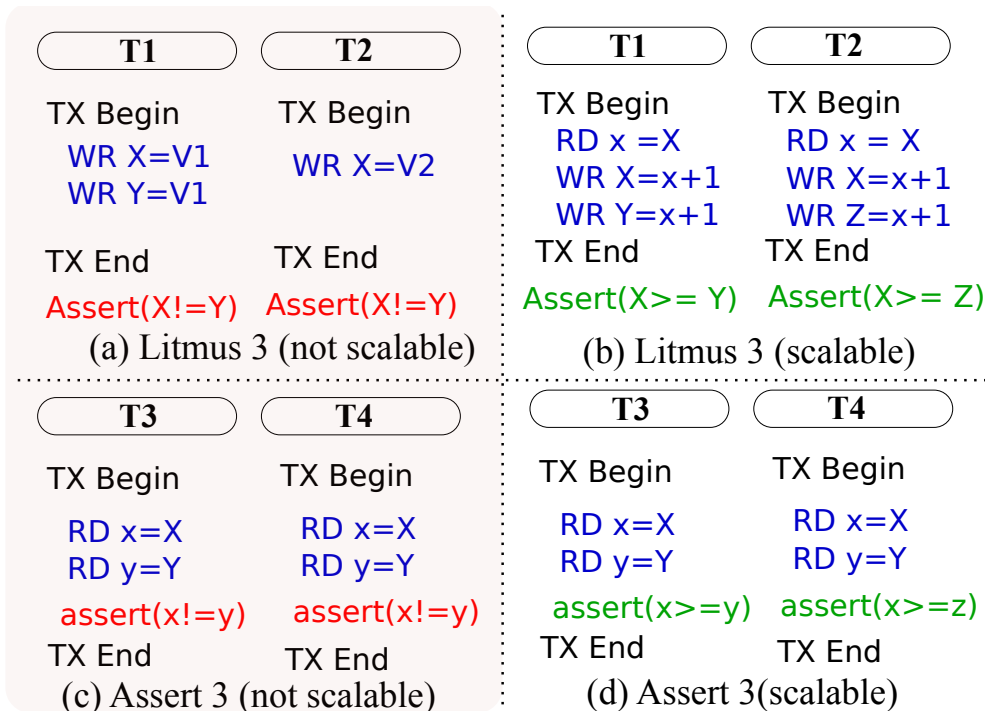 T1
T2
TX Begin
WR X=V1
WR Y=V1
TX End
Assert(X!=Y)
TX Begin
WR X=V2
TX End
Assert(X!=Y)
(a) Litmus 3 (not scalable)
T1
T2
TX Begin
RD x =X
WR X=x+1
WR Y=x+1
TX End
Assert(X>= Y)
TX Begin
RD x = X
WR X=x+1
WR Z=x+1
TX End
Assert(X>= Z)
(b) Litmus 3 (scalable)
T3
T4
TX Begin
RD x=X
RD y=Y
assert(x!=y)
TX End
TX Begin
RD x=X
RD y=Y
assert(x!=y)
TX End
(c) Assert 3 (not scalable)
T3
T4
TX Begin
RD x=X
RD y=Y
assert(x>=y)
TX End
TX Begin
RD x=X
RD y=Y
assert(x>=z)
TX End
(d) Assert 3(scalable)